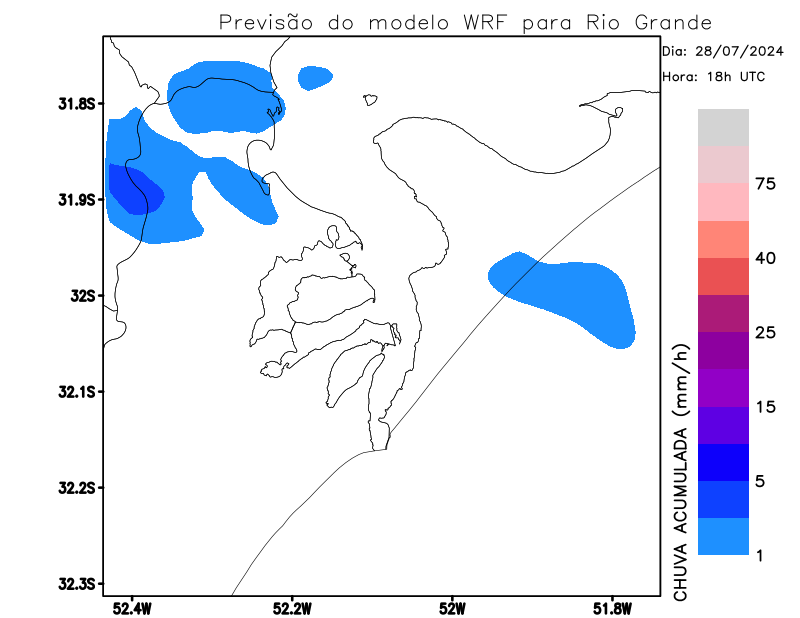 Previsão do modelo WRF para Rio Grande
Dia: 28/07/2024
Hora: 18h UTC
31.8S
31.9S
32S
32.1S
32.2S
32.3S
52.4W
52.2W
52W
51.8W
75
40
25
15
5
1
CHUVA ACUMULADA (mm/h)